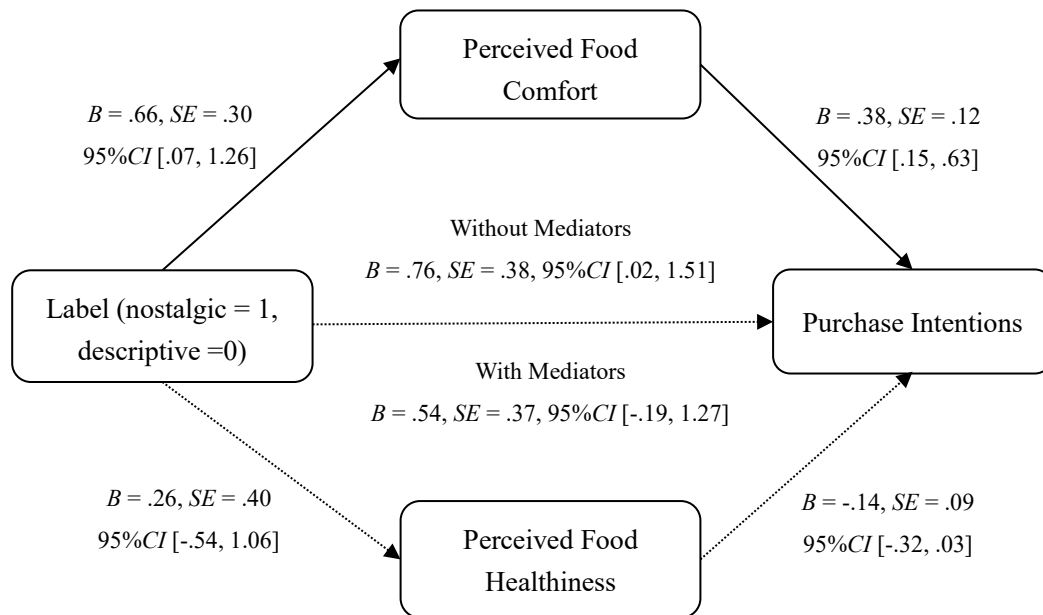 Perceived Food
Comfort
B = .66, SE = .30
95%CI [.07, 1.26]
B = .38, SE = .12
95%CI [.15, .63]
Without Mediators
B = .76, SE = .38, 95%CI [.02, 1.51]
Label (nostalgic = 1,
descriptive =0)
Purchase Intentions
With Mediators
B = .54, SE = .37, 95%CI [-.19, 1.27]
B = .26, SE = .40
95%CI [-.54, 1.06]
Perceived Food
Healthiness
B = -.14, SE = .09
95%CI [-.32, .03]